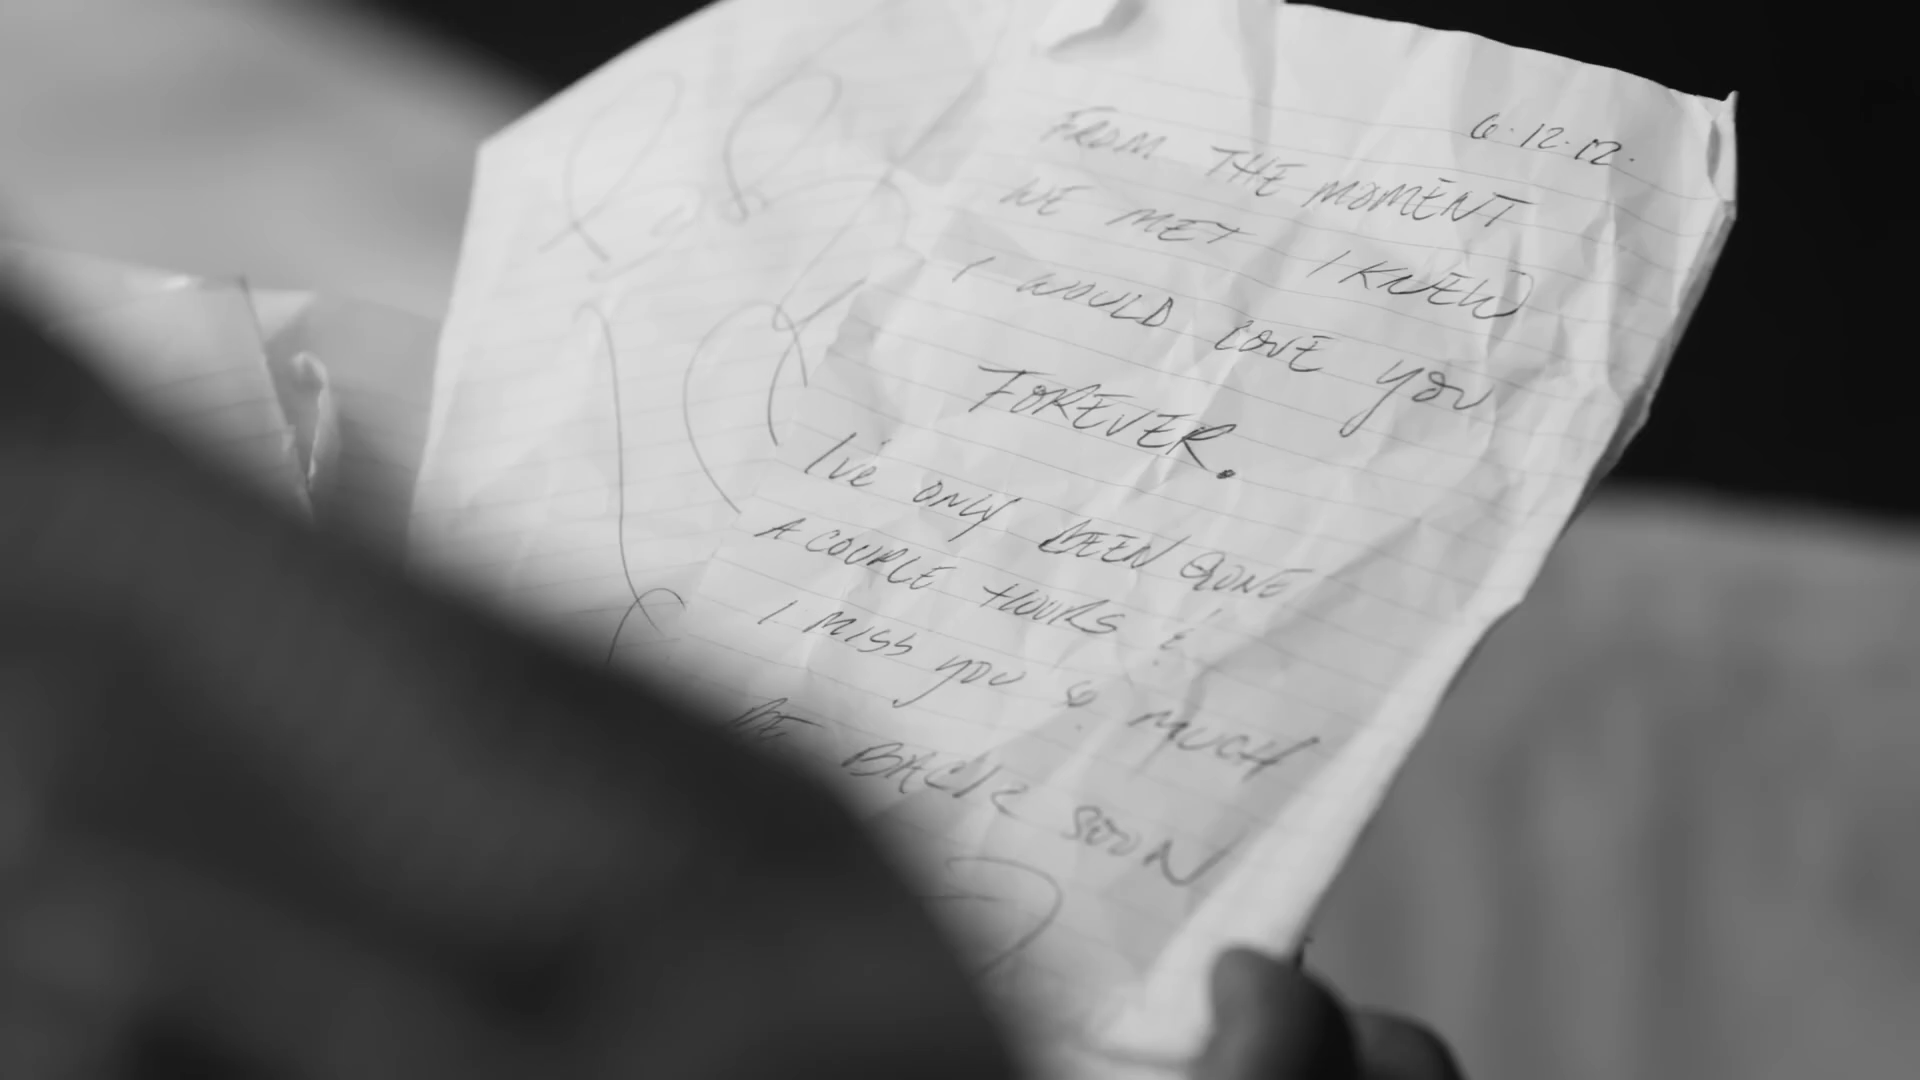 6·12·12·
FROM THE MOMENT
WE MET I KNEW
I WOULD LOVE YOU
FOREVER.
I've only BEEN GONE
A COUPLE HOURS &
I MISS YOU SO MUCH
BE BACK SOON